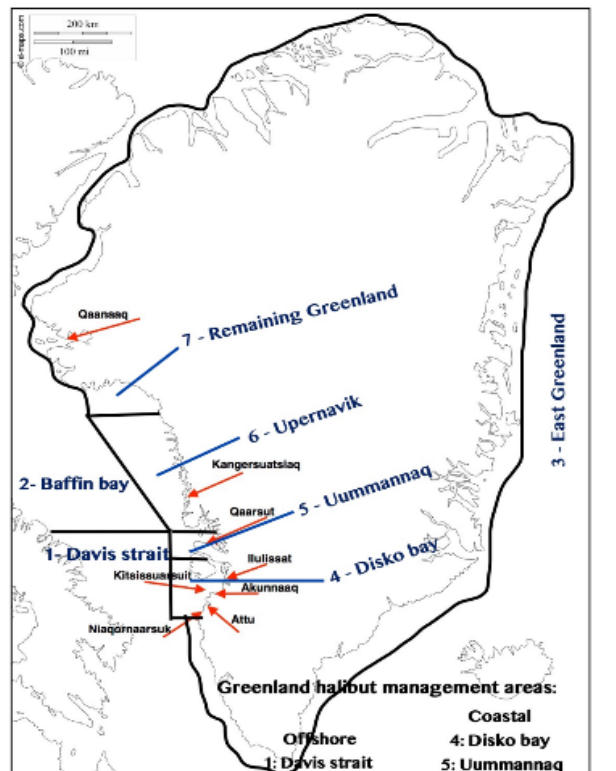 © d-maps.com
200 km
100 mi
Qaanaaq
7 - Remaining Greenland
6 - Upernavik
Kangersuatsiaq
3 - East Greenland
2- Baffin bay
5 - Uummannaq
Qaarsut
1- Davis strait
Ilulissaat
4 - Disko bay
Kitsissuarsuit
Akunnaaq
Attu
Niaqornaarsuk
Greenland halibut management areas:
Coastal
Offshore
4: Disko bay
1: Davis strait
5: Uummannaq